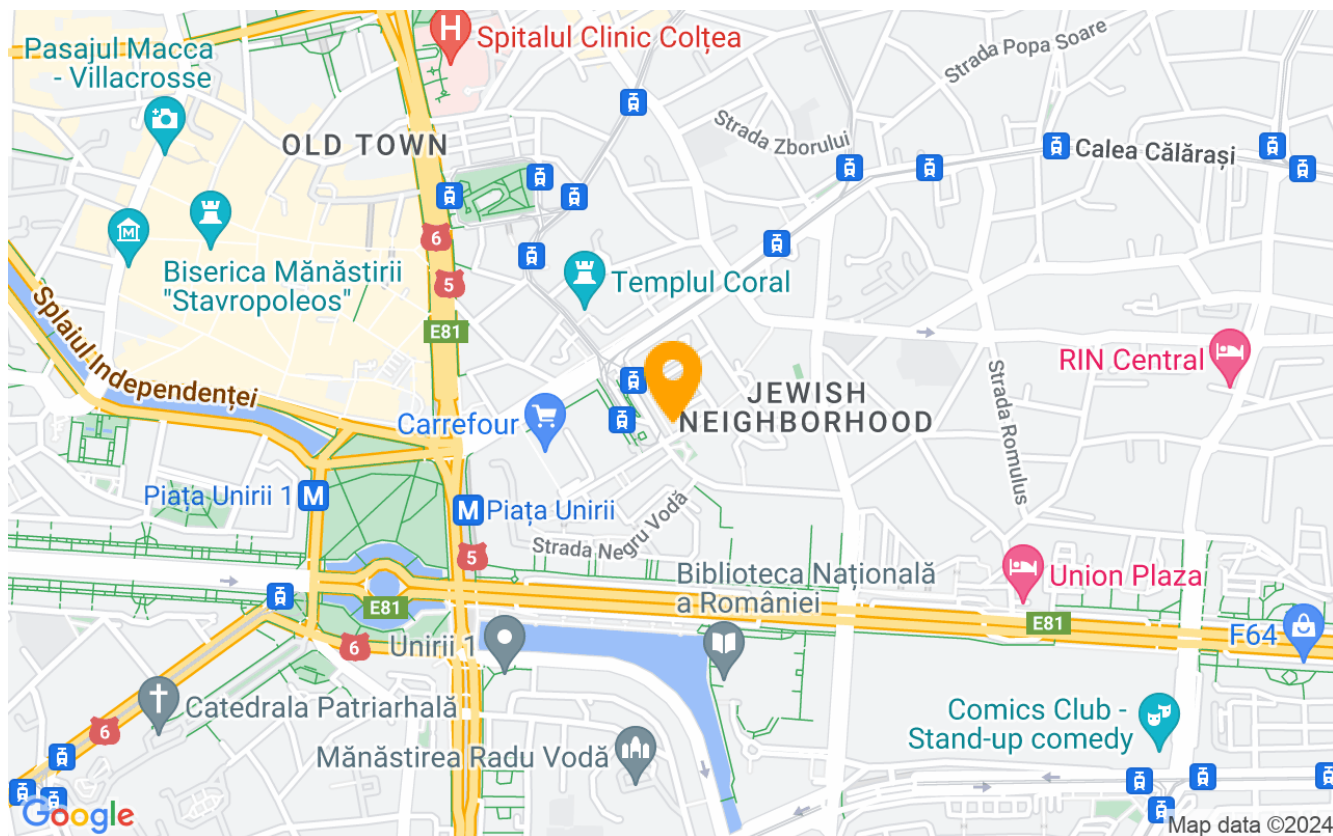 Pasajul Macca
- Villacrosse
H
Spitalul Clinic Colțea
Strada Popa Soare
OLD TOWN
Strada Zborului
Calea Călărași
6
M
Biserica Mănăstirii
"Stavropoleos"
5
Templul Coral
E81
Splaiul Independenței
RIN Central
JEWISH
NEIGHBORHOOD
Carrefour
Strada Romulus
Piața Unirii 1
M
M
Piața Unirii
Strada Negru Vodă
5
Biblioteca Națională
a României
Union Plaza
E81
E81
F64
Unirii 1
6
Catedrala Patriarhală
6
Comics Club -
Stand-up comedy
Mănăstirea Radu Vodă
Google
Map data ©2024